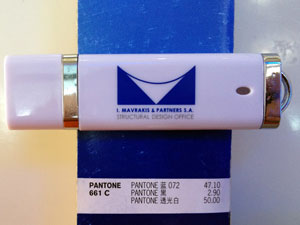 I. MAVRAKIS & PARTNERS S.A.
STRUCTURAL DESIGN OFFICE
PANTONE PANTONE 蓝 072 47.10
661 C PANTONE 黑 2.90
PANTONE 透光白 50.00